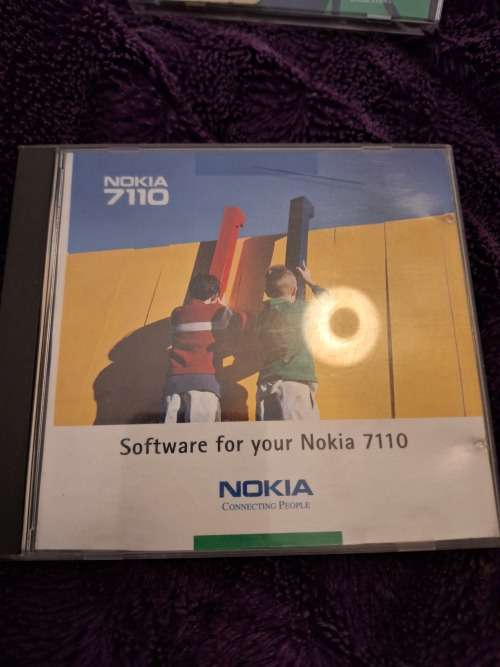 NOKIA
7110
Software for your Nokia 7110
NOKIA
CONNECTING PEOPLE